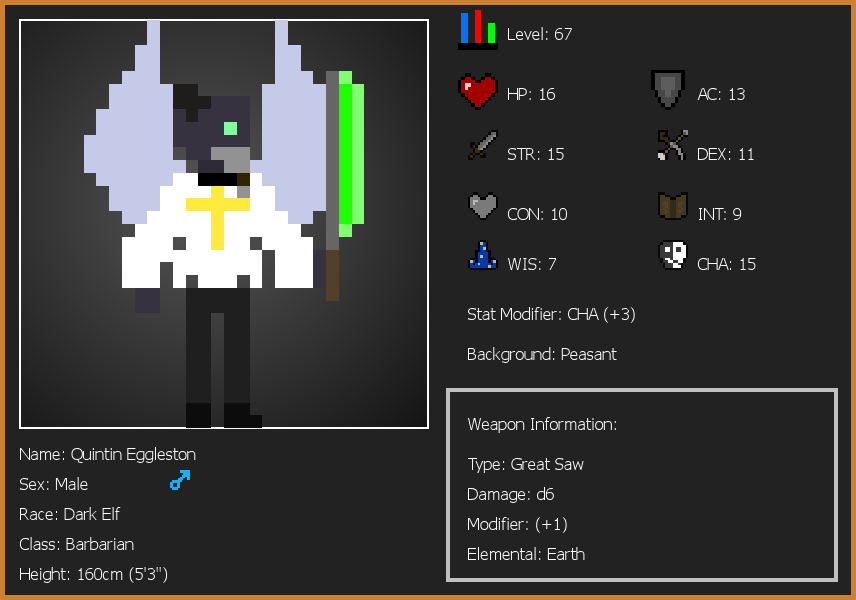 Level: 67
HP: 16
AC: 13
STR: 15
DEX: 11
CON: 10
INT: 9
WIS: 7
CHA: 15
Stat Modifier: CHA (+3)
Background: Peasant
Weapon Information:
Type: Great Saw
Damage: d6
Modifier: (+1)
Elemental: Earth
Name: Quintin Eggleston
Sex: Male
Race: Dark Elf
Class: Barbarian
Height: 160cm (5'3")